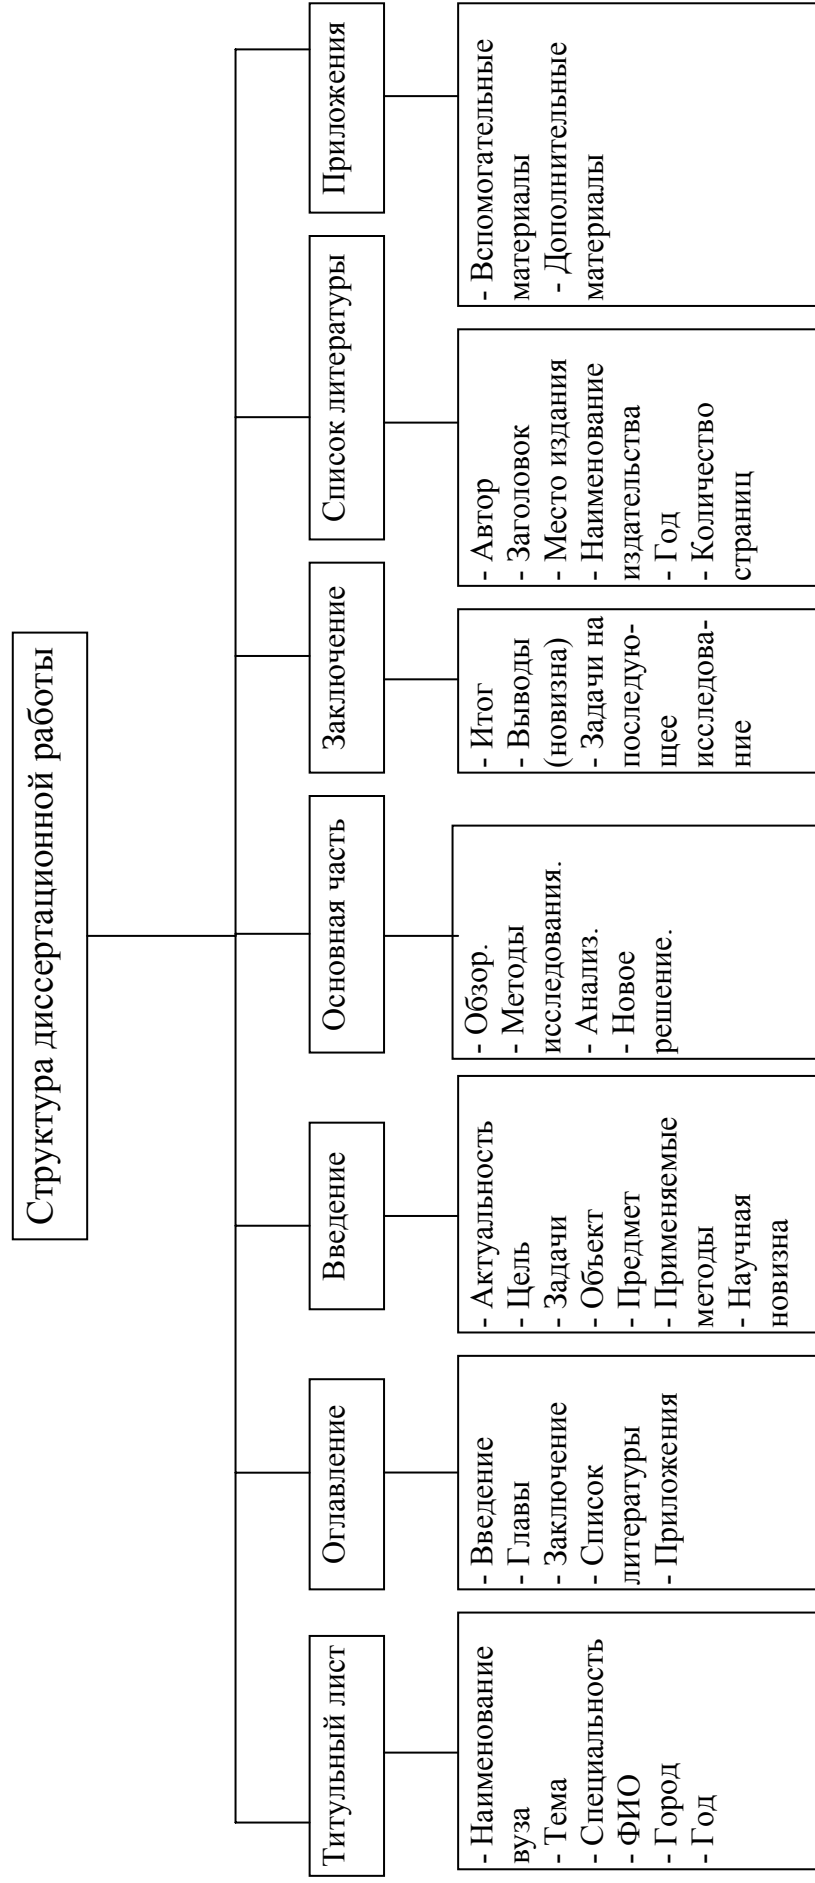 Структура диссертационной работы
Титульный лист
Оглавление
Введение
Основная часть
Заключение
Список литературы
Приложения
- Наименование
вуза
- Тема
- Специальность
- ФИО
- Город
- Год
- Введение
- Главы
- Заключение
- Список
литературы
- Приложения
- Актуальность
- Цель
- Задачи
- Объект
- Предмет
- Применяемые
методы
- Научная
новизна
- Обзор.
- Методы
исследования.
- Анализ.
- Новое
решение.
- Итог
- Выводы
(новизна)
- Задачи на
последую-
щее
исследова-
ние
- Автор
- Заголовок
- Место издания
- Наименование
издательства
- Год
- Количество
страниц
- Вспомогательные
материалы
- Дополнительные
материалы